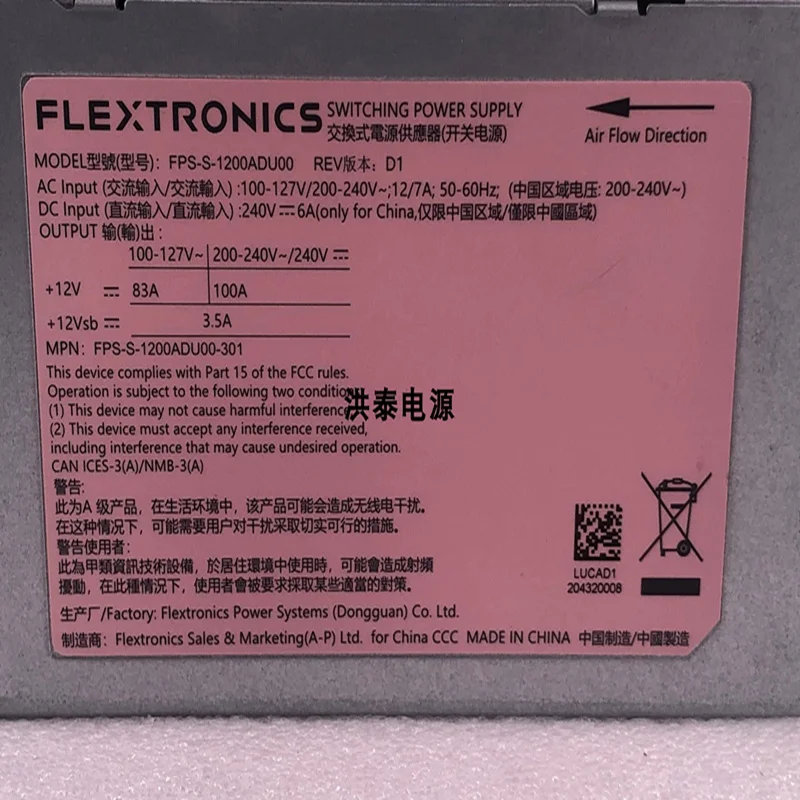 FLEXTRONICS SWITCHING POWER SUPPLY
交換式電源供應器(开关电源)
Air Flow Direction
MODEL型號(型号): FPS-S-1200ADU00 REV版本: D1
AC Input (交流输入/交流輸入) :100-127V/200-240V~;12/7A; 50-60Hz; (中国区域电压: 200-240V~)
DC Input (直流输入/直流輸入) :240V⎓6A(only for China,仅限中国区域/僅限中國區域)
OUTPUT 输(輸)出 :
100-127V~ 200-240V~/240V ⎓
+12V ⎓ 83A 100A
+12Vsb ⎓ 3.5A
MPN: FPS-S-1200ADU00-301
This device complies with Part 15 of the FCC rules.
Operation is subject to the following two
(1) This device may not cause harmful interference
洪泰电源
(2) This device must accept any interference received,
including interference that may cause undesired operation.
CAN ICES-3(A)/NMB-3(A)
警告:
此为A 级产品，在生活环境中，该产品可能会造成无线电干扰。
在这种情况下，可能需要用户对干扰采取切实可行的措施。
警告使用者:
此為甲類資訊技術設備，於居住環境中使用時，可能會造成射頻
擾動，在此種情況下，使用者會被要求採取某些適當的對策。
LUCAD1
204320008
生产厂/Factory: Flextronics Power Systems (Dongguan) Co. Ltd.
制造商: Flextronics Sales & Marketing(A-P) Ltd. for China CCC MADE IN CHINA 中国制造/中國製造